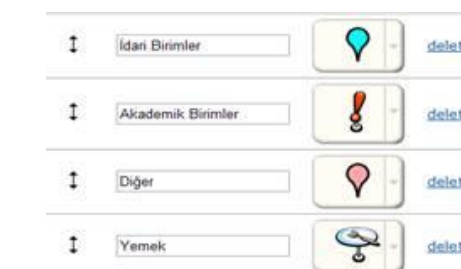 İdari Birimler
delet
Akademik Birimler
delet
Diğer
delet
Yemek
delet